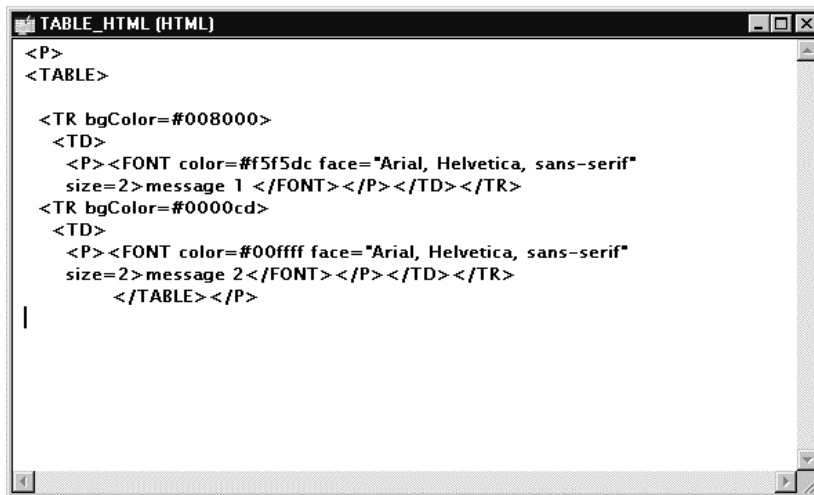 TABLE_HTML (HTML)
<P>
<TABLE>
<TR bgColor=#008000>
<TD>
<P><FONT color=#f5f5dc face="Arial, Helvetica, sans-serif"
size=2>message 1 </FONT></P></TD></TR>
<TR bgColor=#0000cd>
<TD>
<P><FONT color=#00ffff face="Arial, Helvetica, sans-serif"
size=2>message 2</FONT></P></TD></TR>
</TABLE></P>